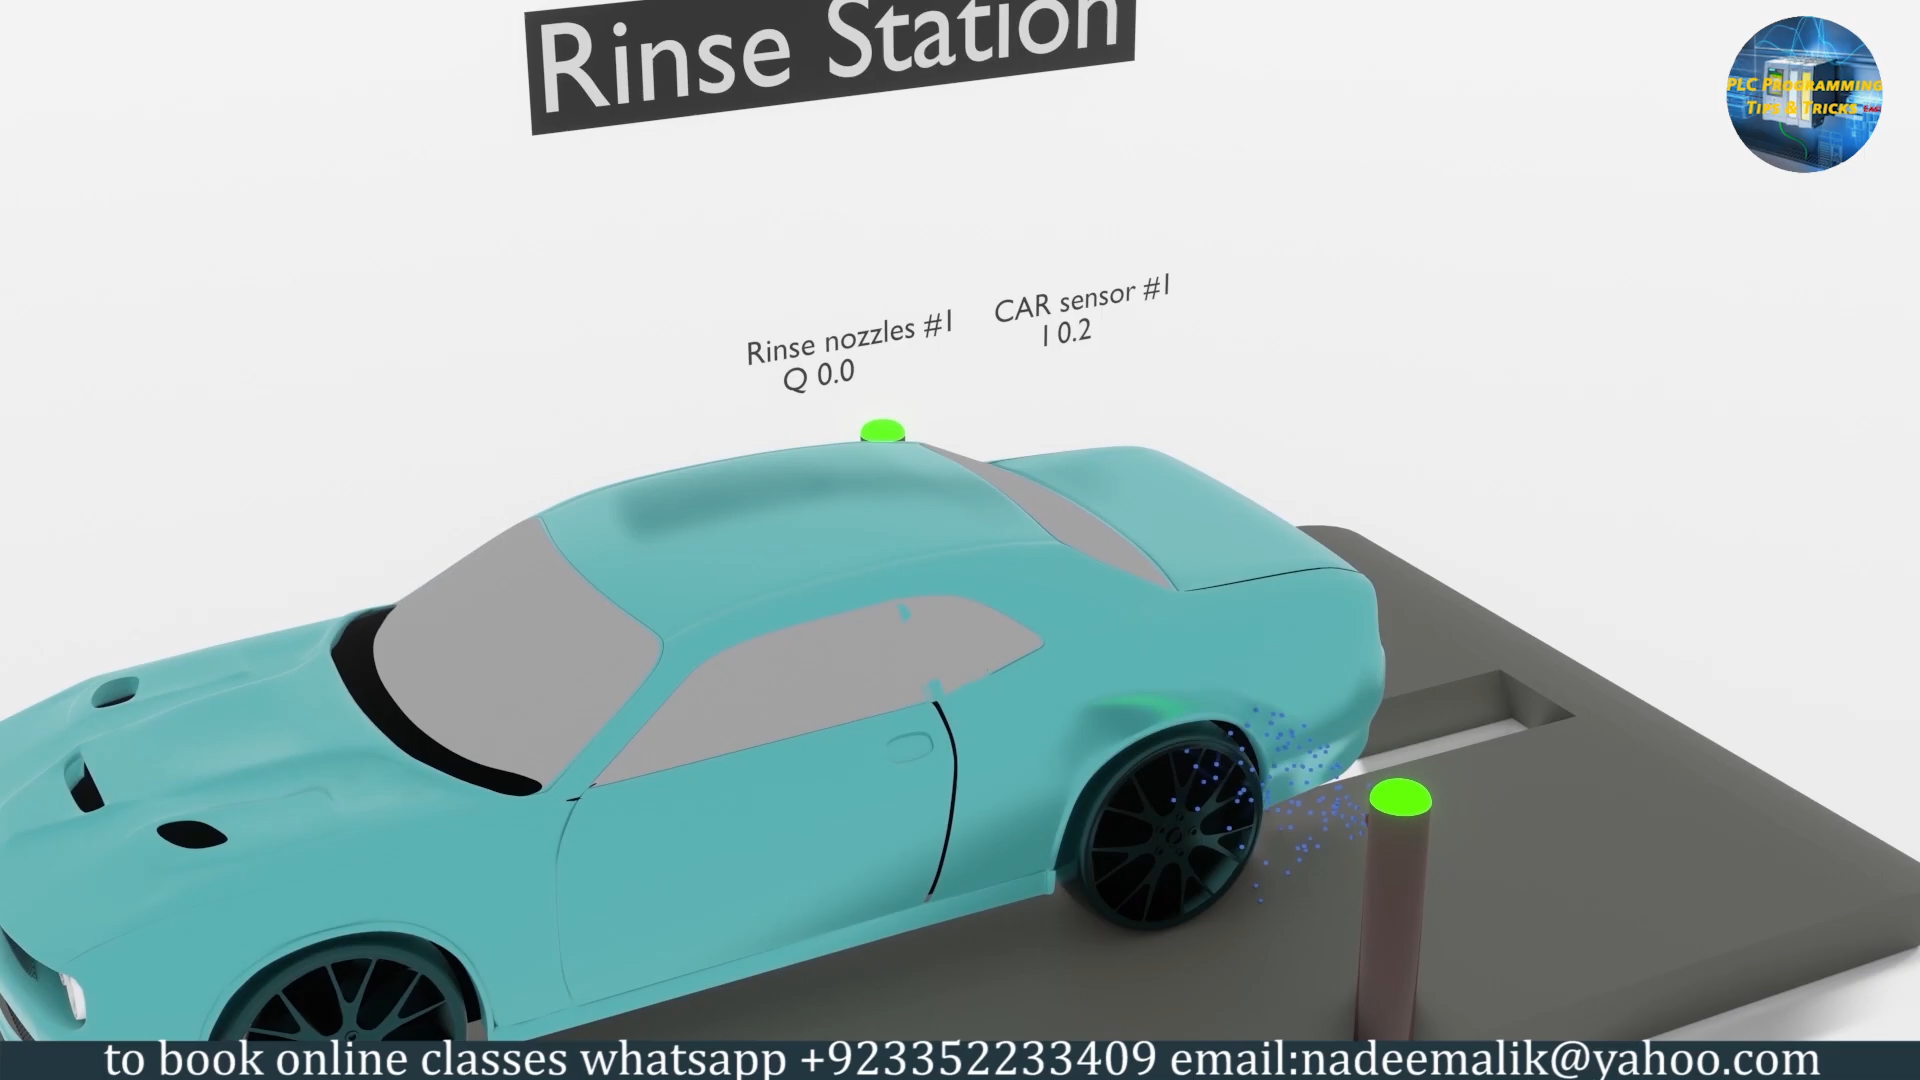 Rinse Station
PLC Programming
Tips & Tricks
CAR sensor #1
I 0.2
Rinse nozzles #1
Q 0.0
to book online classes whatsapp +923352233409 email:nadeemalik@yahoo.com